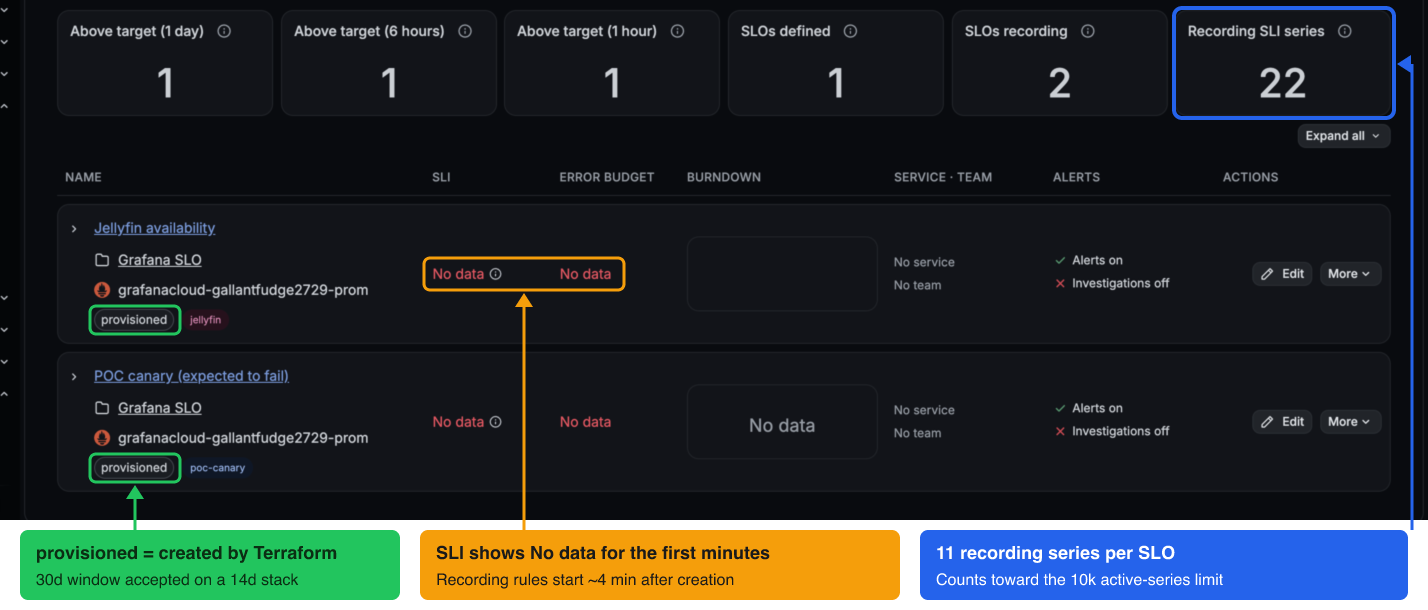 Above target (1 day)
Above target (6 hours)
Above target (1 hour)
SLOs defined
SLOs recording
Recording SLI series
1
1
1
1
2
22
Expand all
NAME
SLI
ERROR BUDGET
BURNDOWN
SERVICE · TEAM
ALERTS
ACTIONS
Jellyfin availability
Grafana SLO
grafanacloud-gallantfudge2729-prom
provisioned
jellyfin
No data
No data
No service
No team
Alerts on
Investigations off
Edit
More
POC canary (expected to fail)
Grafana SLO
grafanacloud-gallantfudge2729-prom
provisioned
poc-canary
No data
No data
No data
No service
No team
Alerts on
Investigations off
Edit
More
provisioned = created by Terraform
30d window accepted on a 14d stack
SLI shows No data for the first minutes
Recording rules start ~4 min after creation
11 recording series per SLO
Counts toward the 10k active-series limit